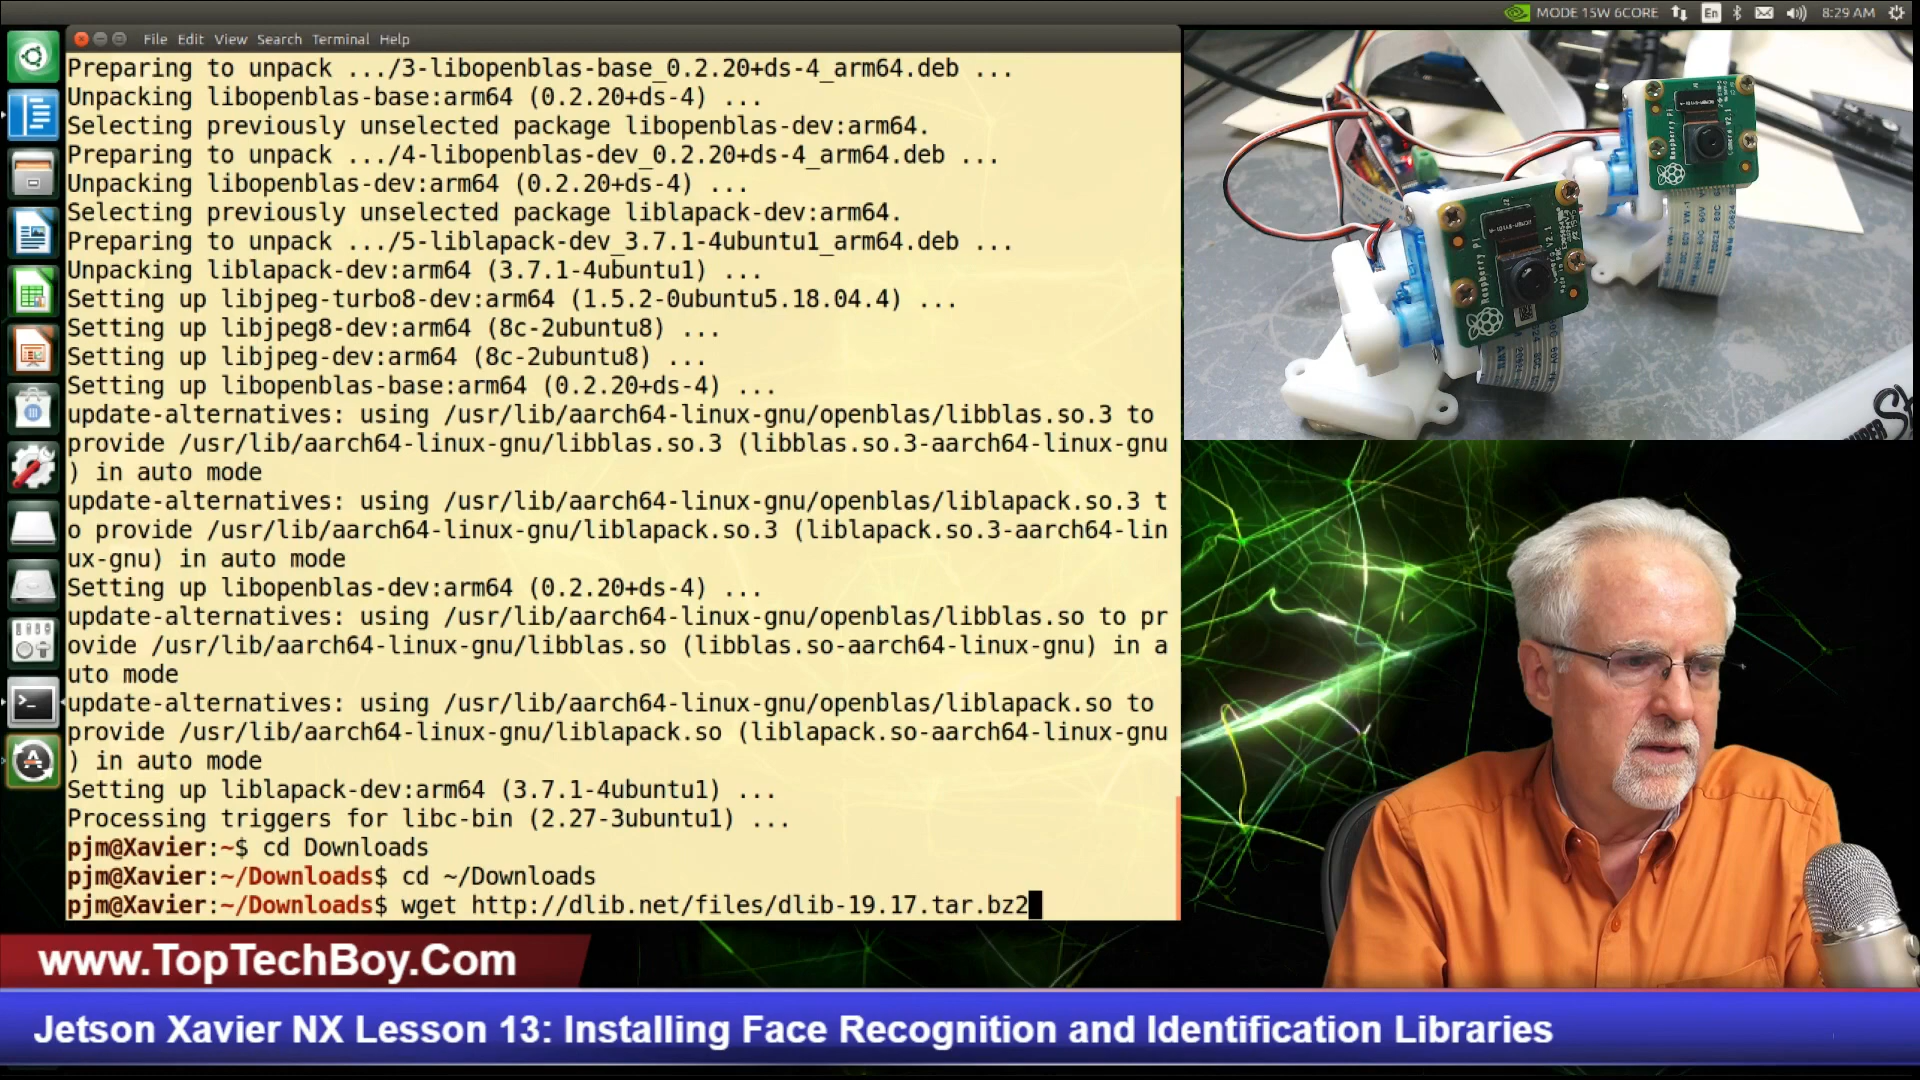 MODE 15W 6CORE En 8:29 AM
File Edit View Search Terminal Help
Preparing to unpack .../3-libopenblas-base_0.2.20+ds-4_arm64.deb ...
Unpacking libopenblas-base:arm64 (0.2.20+ds-4) ...
Selecting previously unselected package libopenblas-dev:arm64.
Preparing to unpack .../4-libopenblas-dev_0.2.20+ds-4_arm64.deb ...
Unpacking libopenblas-dev:arm64 (0.2.20+ds-4) ...
Selecting previously unselected package liblapack-dev:arm64.
Preparing to unpack .../5-liblapack-dev_3.7.1-4ubuntu1_arm64.deb ...
Unpacking liblapack-dev:arm64 (3.7.1-4ubuntu1) ...
Setting up libjpeg-turbo8-dev:arm64 (1.5.2-0ubuntu5.18.04.4) ...
Setting up libjpeg8-dev:arm64 (8c-2ubuntu8) ...
Setting up libjpeg-dev:arm64 (8c-2ubuntu8) ...
Setting up libopenblas-base:arm64 (0.2.20+ds-4) ...
update-alternatives: using /usr/lib/aarch64-linux-gnu/openblas/libblas.so.3 to
provide /usr/lib/aarch64-linux-gnu/libblas.so.3 (libblas.so.3-aarch64-linux-gnu
) in auto mode
update-alternatives: using /usr/lib/aarch64-linux-gnu/openblas/liblapack.so.3 t
o provide /usr/lib/aarch64-linux-gnu/liblapack.so.3 (liblapack.so.3-aarch64-lin
ux-gnu) in auto mode
Setting up libopenblas-dev:arm64 (0.2.20+ds-4) ...
update-alternatives: using /usr/lib/aarch64-linux-gnu/openblas/libblas.so to pr
ovide /usr/lib/aarch64-linux-gnu/libblas.so (libblas.so-aarch64-linux-gnu) in a
uto mode
update-alternatives: using /usr/lib/aarch64-linux-gnu/openblas/liblapack.so to
provide /usr/lib/aarch64-linux-gnu/liblapack.so (liblapack.so-aarch64-linux-gnu
) in auto mode
Setting up liblapack-dev:arm64 (3.7.1-4ubuntu1) ...
Processing triggers for libc-bin (2.27-3ubuntu1) ...
pjm@Xavier:~$ cd Downloads
pjm@Xavier:~/Downloads$ cd ~/Downloads
pjm@Xavier:~/Downloads$ wget http://dlib.net/files/dlib-19.17.tar.bz2
Raspberry Pi
Raspberry Pi
www.TopTechBoy.Com
Jetson Xavier NX Lesson 13: Installing Face Recognition and Identification Libraries